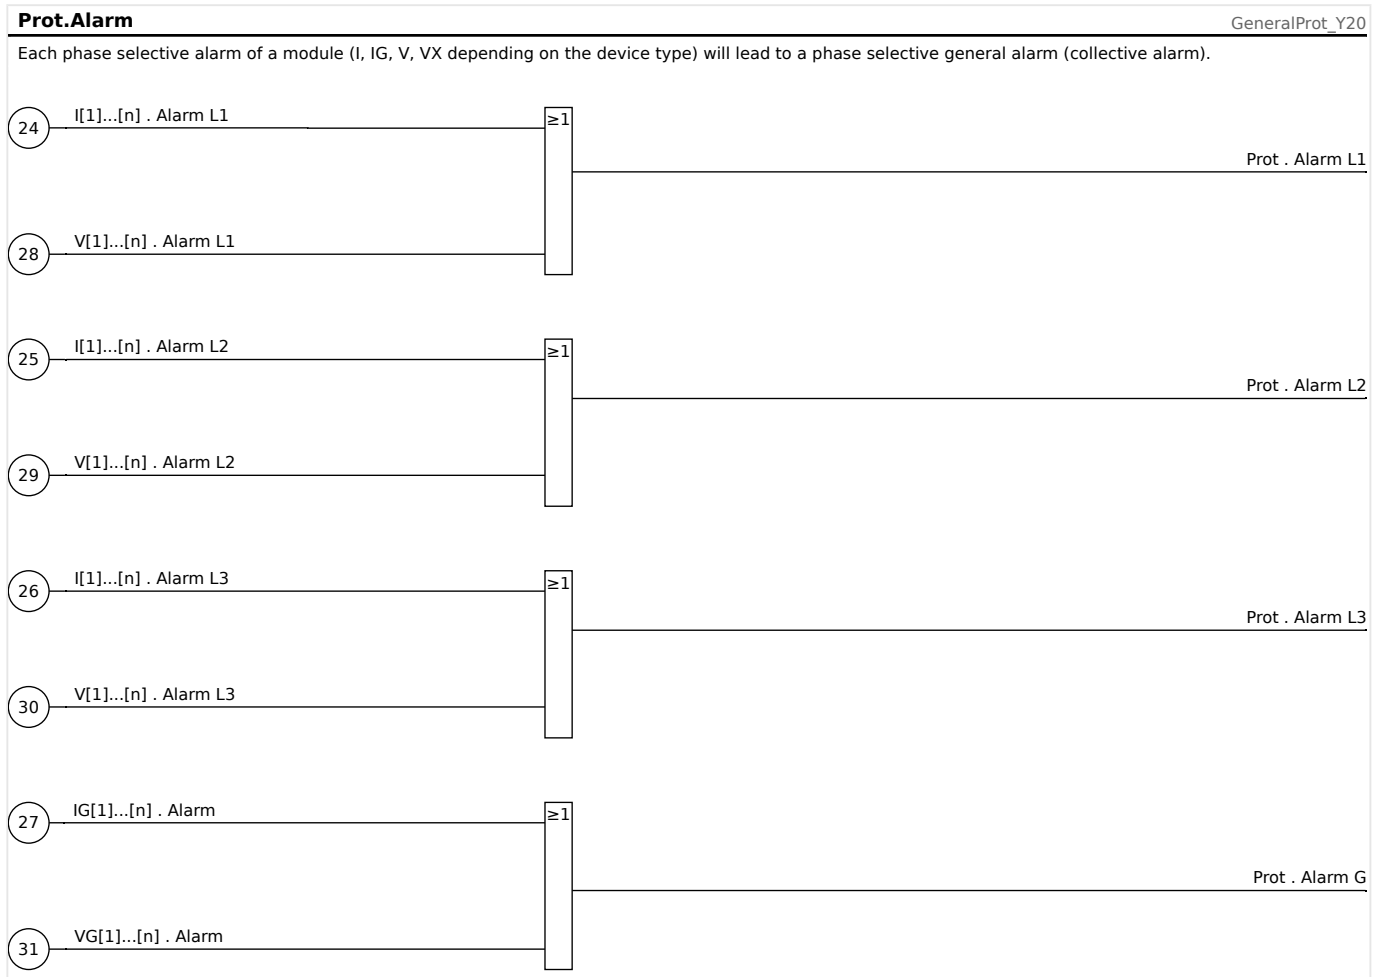 Prot.Alarm
GeneralProt_Y20
Each phase selective alarm of a module (I, IG, V, VX depending on the device type) will lead to a phase selective general alarm (collective alarm).
24
I[1]...[n] . Alarm L1
≥1
Prot . Alarm L1
28
V[1]...[n] . Alarm L1
25
I[1]...[n] . Alarm L2
≥1
Prot . Alarm L2
29
V[1]...[n] . Alarm L2
26
I[1]...[n] . Alarm L3
≥1
Prot . Alarm L3
30
V[1]...[n] . Alarm L3
27
IG[1]...[n] . Alarm
≥1
Prot . Alarm G
31
VG[1]...[n] . Alarm